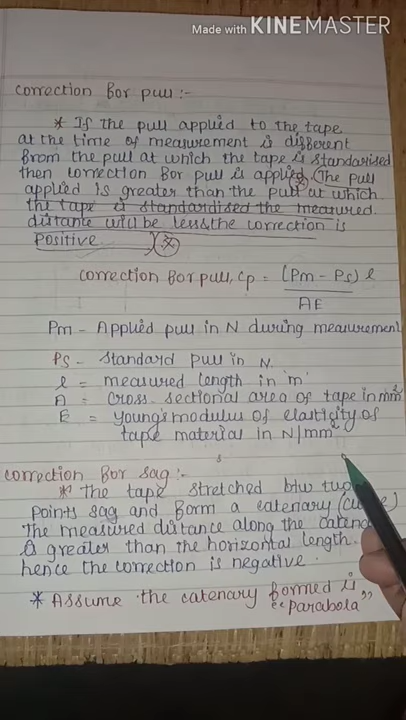 Made with KINEMASTER
correction for pull :-
* If the pull applied to the tape
at the time of measurement is different
from the pull at which the tape is standarised
then correction for pull is applied. (The pull
applied is greater than the pull at which
the tape is standardised the measured
distante will be less the correction is
Positive
correction for pull, Cp = (Pm - Ps) l
AE
Pm - Applied pull in N during measurement
Ps - Standard pull in N
l = measured length in 'm'
A = cross-sectional area of tape in mm²
E = Young's modulus of elasticity of
tape material in N/mm²
correction for sag :-
* The tape stretched btw two
points sag and form a catenary
The measured distance along the
is greater than the horizontal length.
hence the correction is negative.
* Assume the catenary formed is
"parabola"